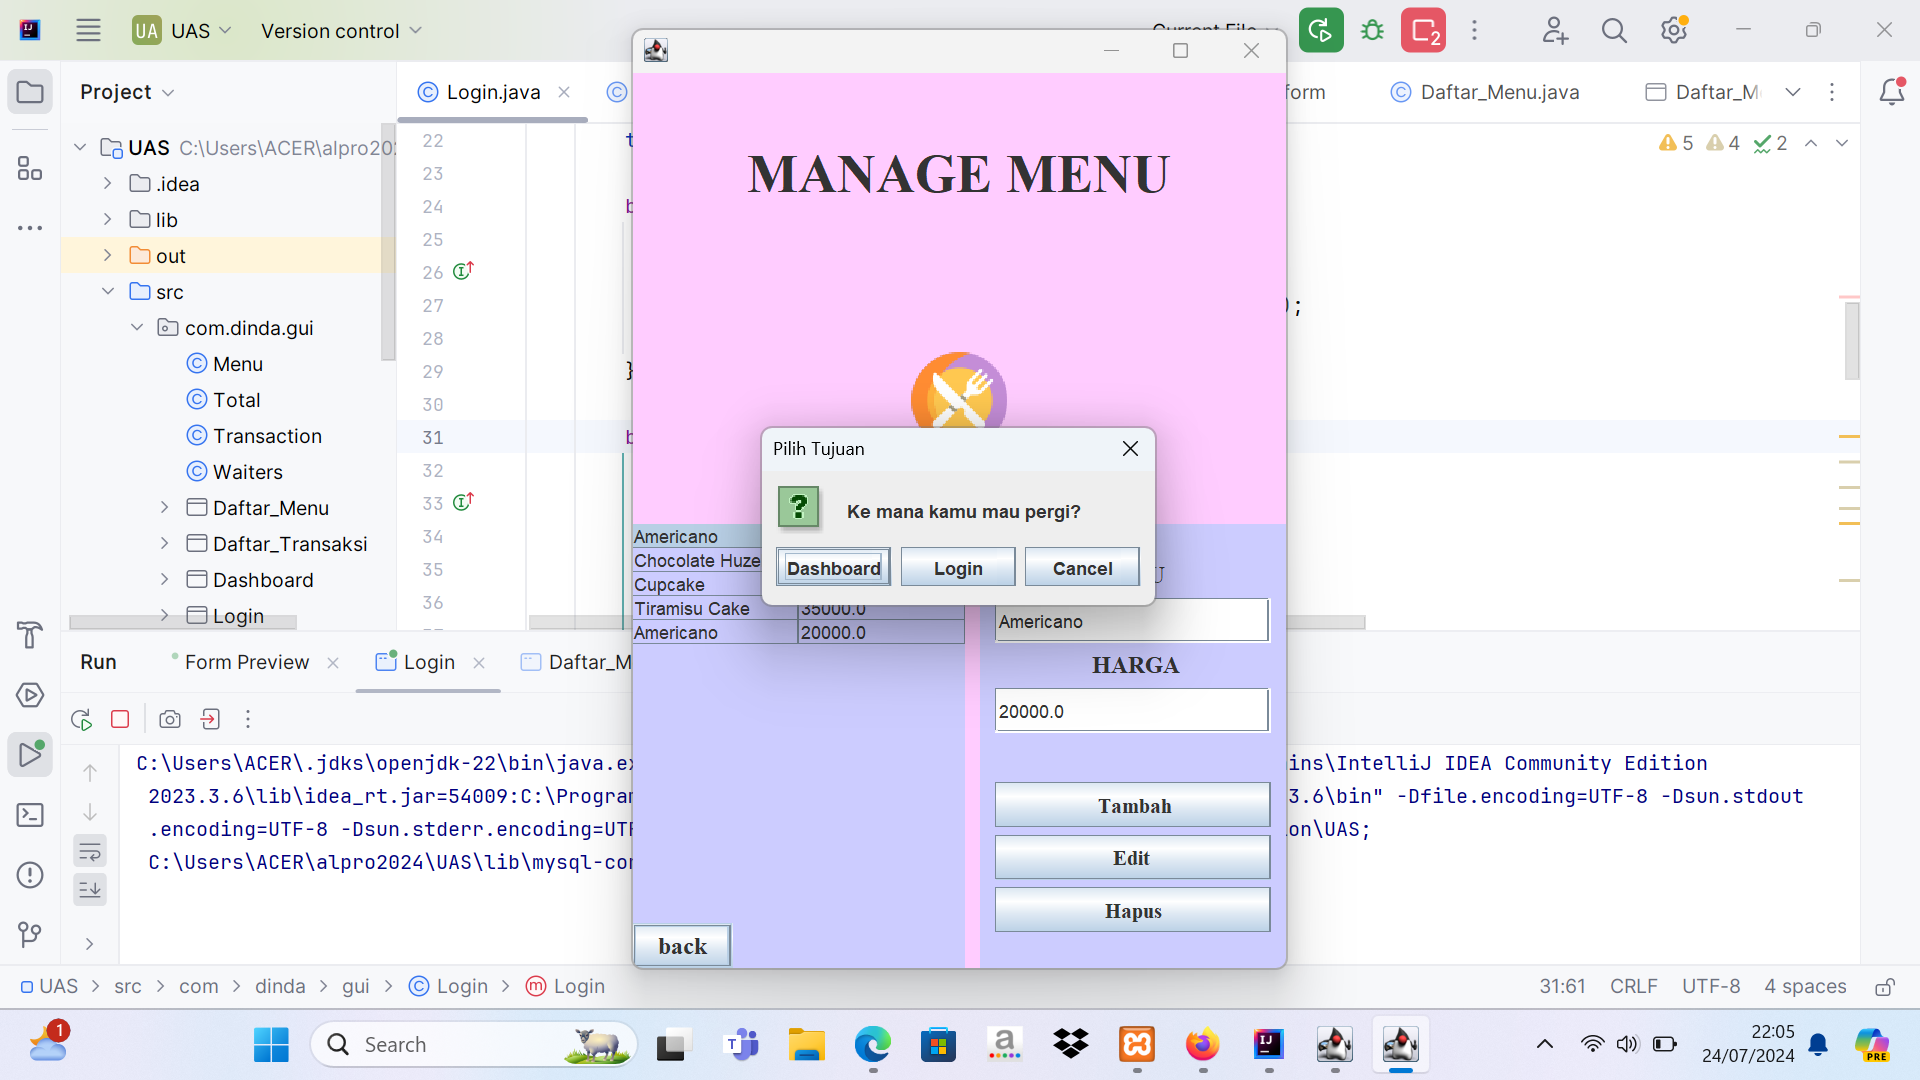 UA UAS Version control
Current File
2
Project
Login.java
form
Daftar_Menu.java
Daftar_M
UAS C:\Users\ACER\alpro20
.idea
lib
out
src
com.dinda.gui
Menu
Total
Transaction
Waiters
Daftar_Menu
Daftar_Transaksi
Dashboard
Login
22
23
24
25
26
27
28
29
30
31
32
33
34
35
36
);
}
5 4 2
MANAGE MENU
Pilih Tujuan
?
Ke mana kamu mau pergi?
Dashboard Login Cancel
Americano
Chocolate Huze
Cupcake
Tiramisu Cake 35000.0
Americano 20000.0
U
Americano
HARGA
20000.0
Tambah
Edit
Hapus
back
Run Form Preview Login Daftar_M
C:\Users\ACER\.jdks\openjdk-22\bin\java.ex ins\IntelliJ IDEA Community Edition
2023.3.6\lib\idea_rt.jar=54009:C:\Program 3.6\bin" -Dfile.encoding=UTF-8 -Dsun.stdout
.encoding=UTF-8 -Dsun.stderr.encoding=UTF on\UAS;
C:\Users\ACER\alpro2024\UAS\lib\mysql-con
UAS > src > com > dinda > gui > Login > Login
31:61 CRLF UTF-8 4 spaces
1
Search
22:05
24/07/2024
PRE